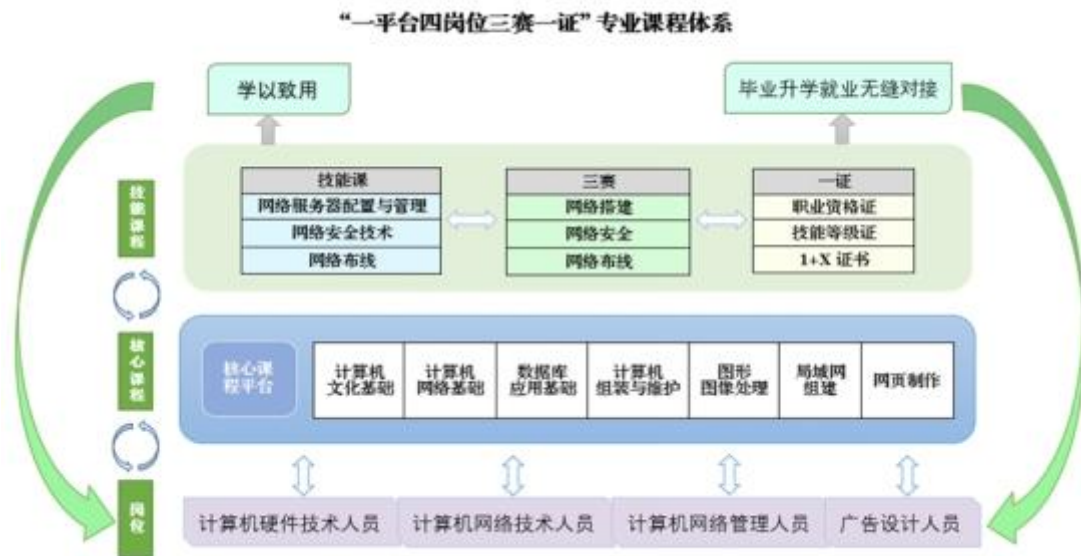 “一平台四岗位三赛一证”专业课程体系
学以致用
毕业升学就业无缝对接
技能课程
技能课
网络服务器配置与管理
网络安全技术
网络布线
三赛
网络搭建
网络安全
网络布线
一证
职业资格证
技能等级证
1+X 证书
核心课程
核心课
程平台
计算机
文化基础
计算机
网络基础
数据库
应用基础
计算机
组装与维护
图形
图像处理
局域网
组建
网页制作
岗位
计算机硬件技术人员
计算机网络技术人员
计算机网络管理人员
广告设计人员